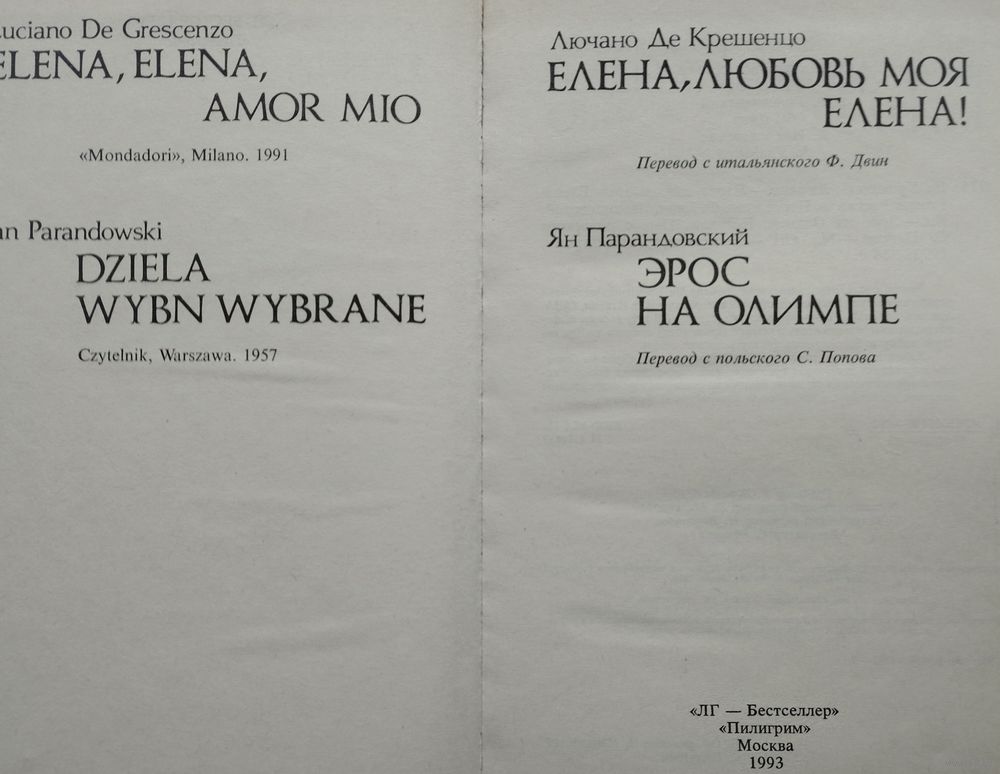 Luciano De Grescenzo
ELENA, ELENA,
AMOR MIO
«Mondadori», Milano. 1991
an Parandowski
DZIELA
WYBN WYBRANE
Czytelnik, Warszawa. 1957
Лючано Де Крешенцо
ЕЛЕНА, ЛЮБОВЬ МОЯ
ЕЛЕНА!
Перевод с итальянского Ф. Двин
Ян Парандовский
ЭРОС
НА ОЛИМПЕ
Перевод с польского С. Попова
«ЛГ — Бестселлер»
«Пилигрим»
Москва
1993